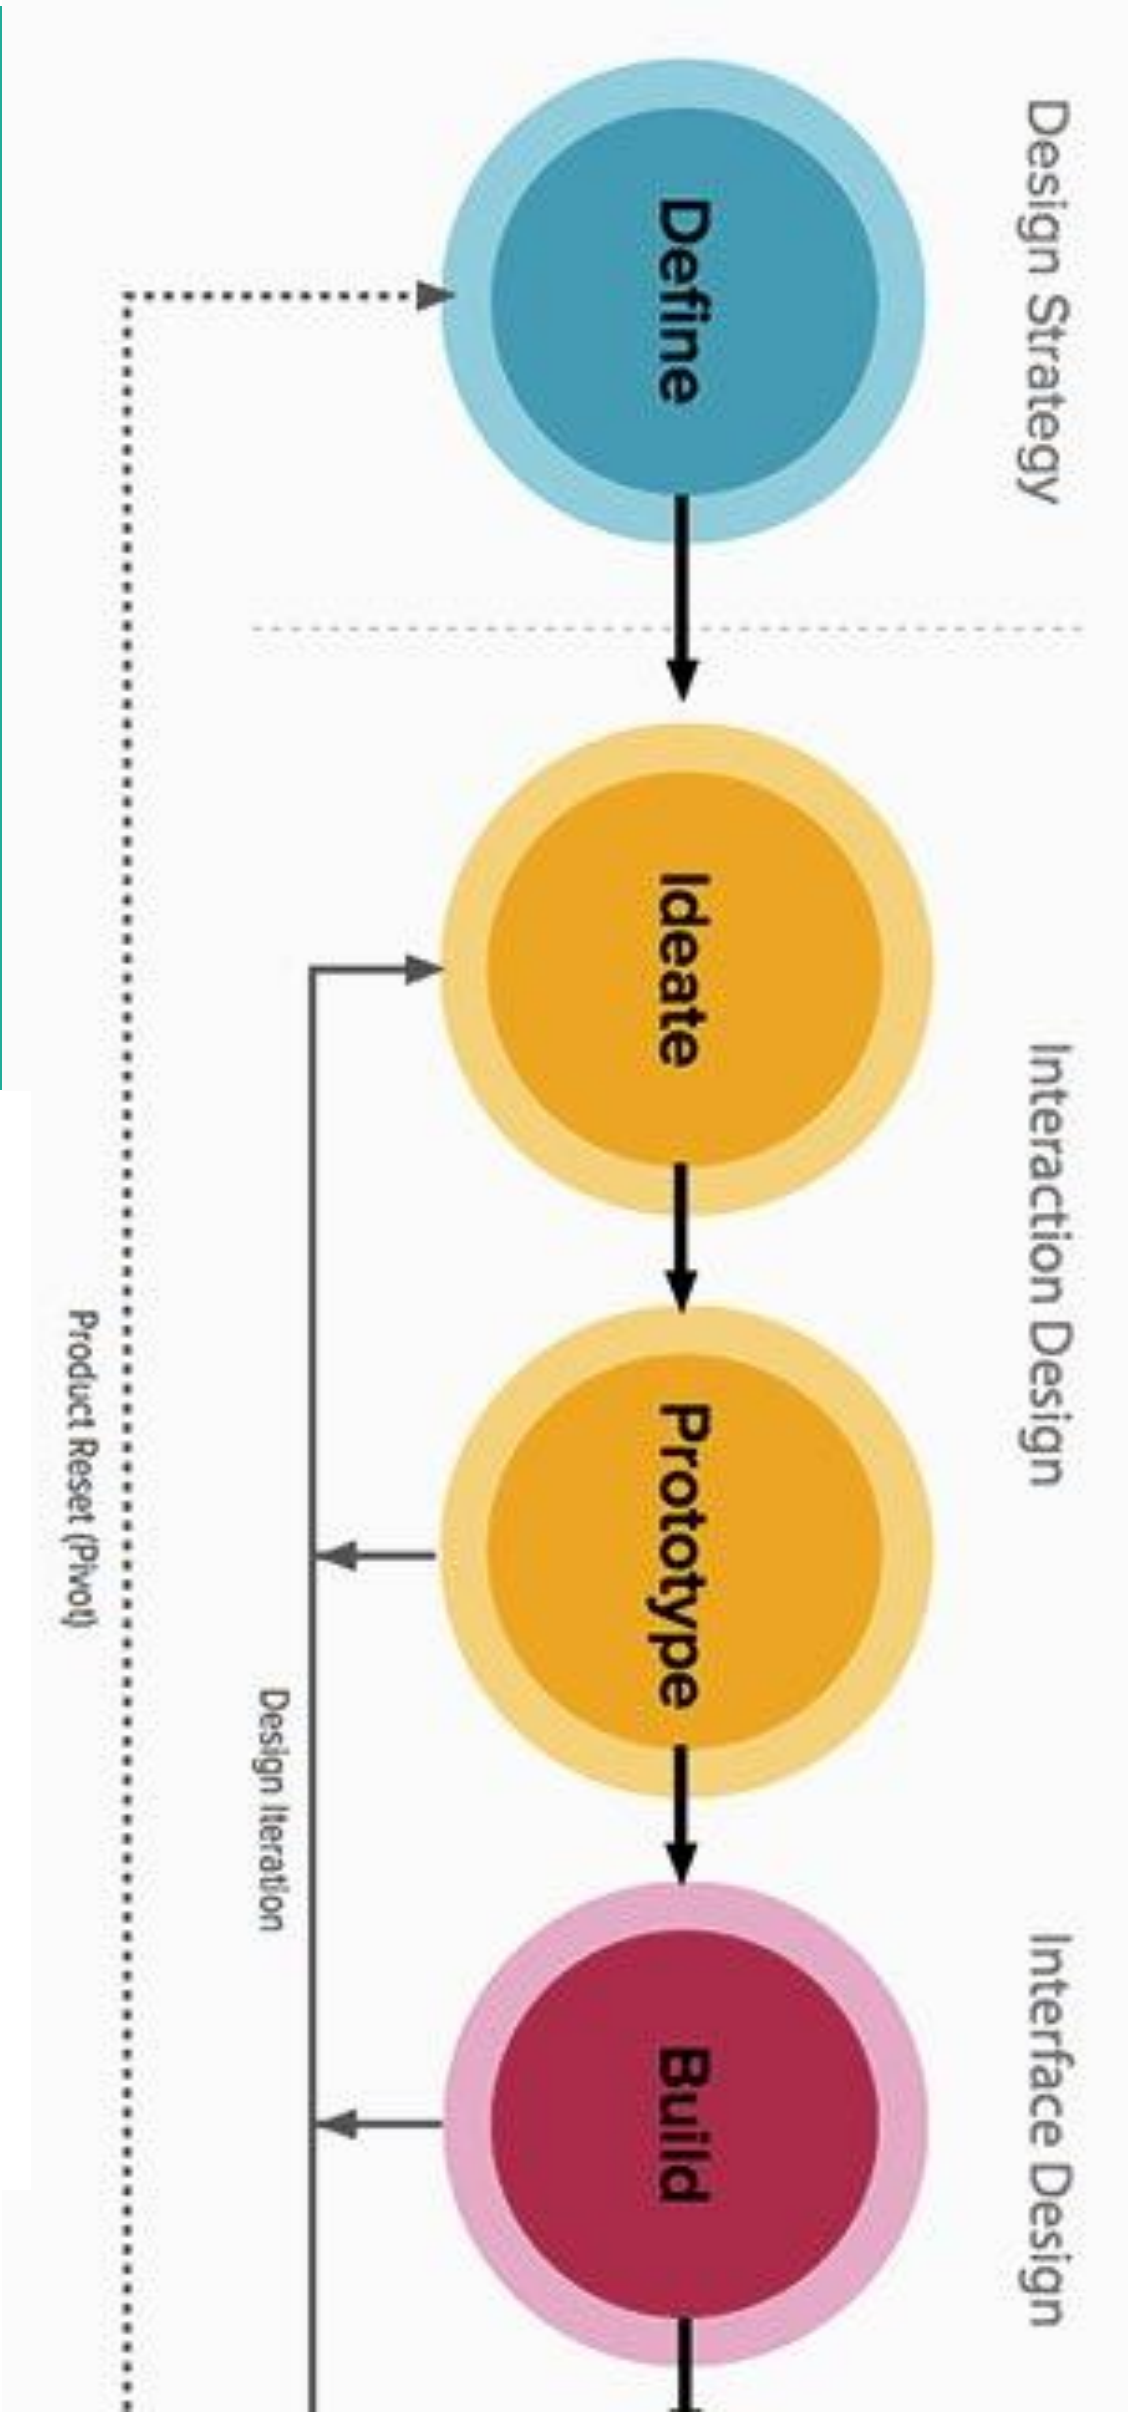 Design Strategy
Interaction Design
Interface Design
Define
Ideate
Prototype
Build
Design Iteration
Product Reset (Pivot)